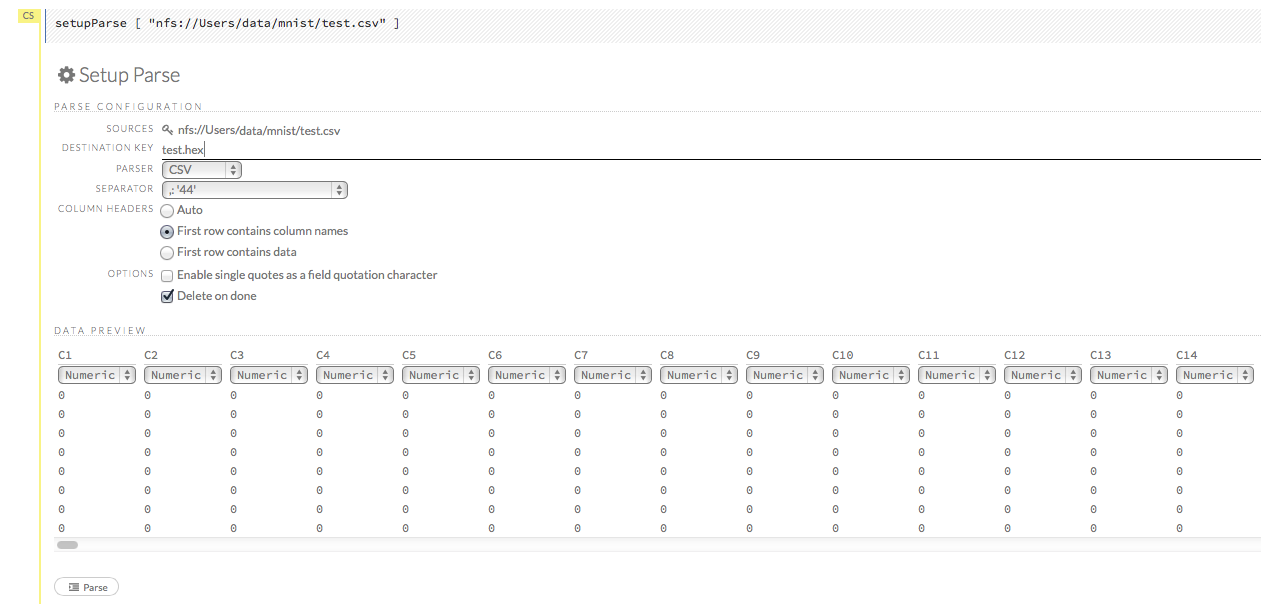 CS
setupParse [ "nfs://Users/data/mnist/test.csv" ]
Setup Parse
PARSE CONFIGURATION
SOURCES nfs://Users/data/mnist/test.csv
DESTINATION KEY test.hex
PARSER CSV
SEPARATOR ,: '44'
COLUMN HEADERS Auto
First row contains column names
First row contains data
OPTIONS Enable single quotes as a field quotation character
Delete on done
DATA PREVIEW
C1 C2 C3 C4 C5 C6 C7 C8 C9 C10 C11 C12 C13 C14
Numeric Numeric Numeric Numeric Numeric Numeric Numeric Numeric Numeric Numeric Numeric Numeric Numeric Numeric
0 0 0 0 0 0 0 0 0 0 0 0 0 0
0 0 0 0 0 0 0 0 0 0 0 0 0 0
0 0 0 0 0 0 0 0 0 0 0 0 0 0
0 0 0 0 0 0 0 0 0 0 0 0 0 0
0 0 0 0 0 0 0 0 0 0 0 0 0 0
0 0 0 0 0 0 0 0 0 0 0 0 0 0
0 0 0 0 0 0 0 0 0 0 0 0 0 0
0 0 0 0 0 0 0 0 0 0 0 0 0 0
Parse